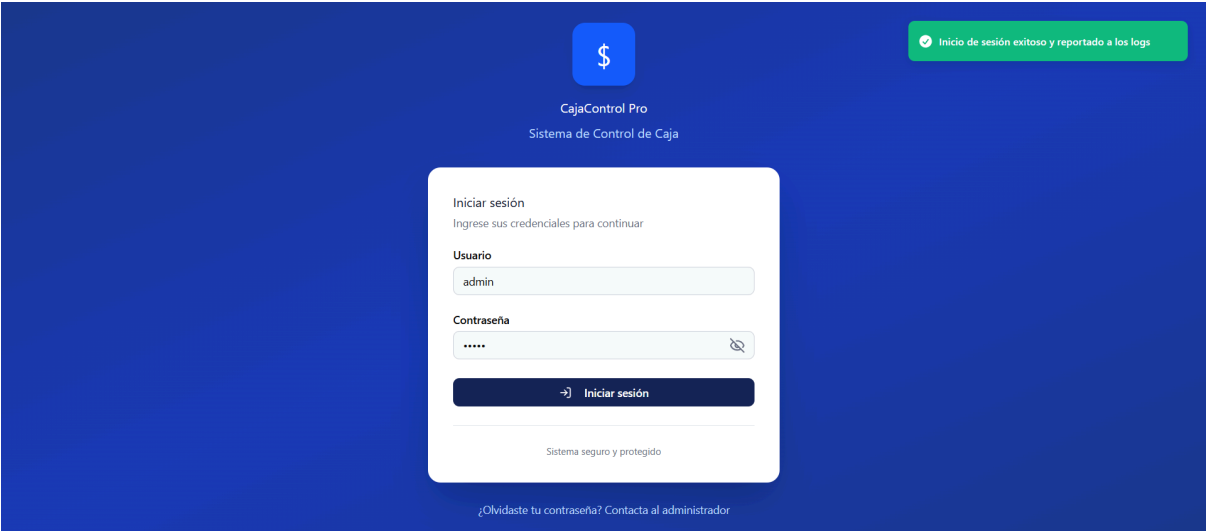 Inicio de sesión exitoso y reportado a los logs
$
CajaControl Pro
Sistema de Control de Caja
Iniciar sesión
Ingrese sus credenciales para continuar
Usuario
admin
Contraseña
•••••
Iniciar sesión
Sistema seguro y protegido
¿Olvidaste tu contraseña? Contacta al administrador